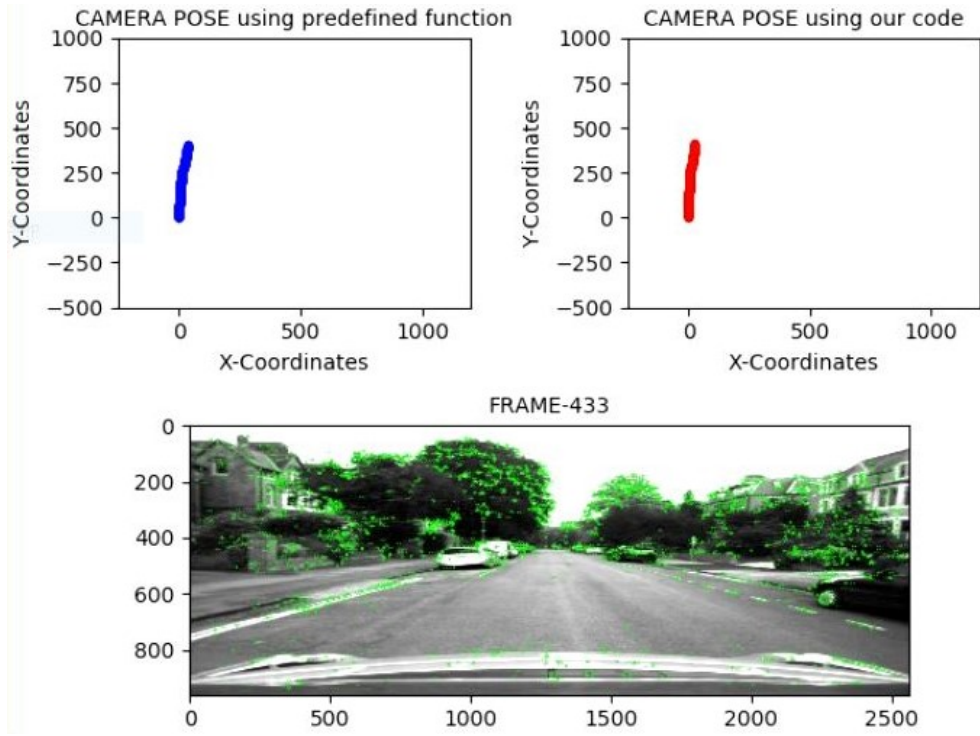 CAMERA POSE using predefined function
1000
750
500
250
0
−250
−500
Y-Coordinates
0 500 1000
X-Coordinates
CAMERA POSE using our code
1000
750
500
250
0
−250
−500
Y-Coordinates
0 500 1000
X-Coordinates
FRAME-433
0
200
400
600
800
0 500 1000 1500 2000 2500